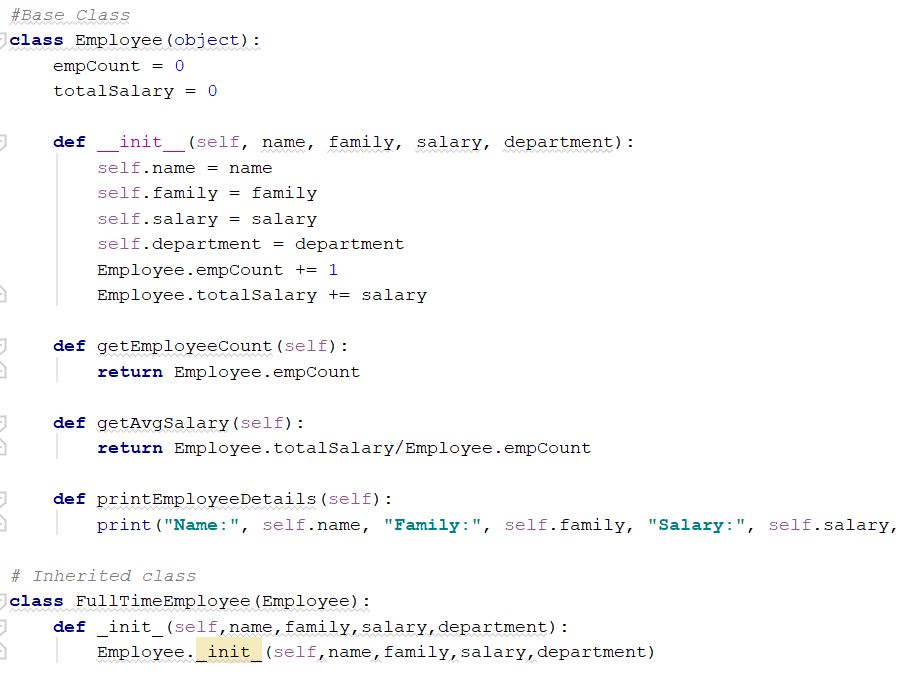 #Base Class
class Employee(object):
    empCount = 0
    totalSalary = 0

    def __init__(self, name, family, salary, department):
        self.name = name
        self.family = family
        self.salary = salary
        self.department = department
        Employee.empCount += 1
        Employee.totalSalary += salary

    def getEmployeeCount(self):
        return Employee.empCount

    def getAvgSalary(self):
        return Employee.totalSalary/Employee.empCount

    def printEmployeeDetails(self):
        print("Name:", self.name, "Family:", self.family, "Salary:", self.salary,

# Inherited class
class FullTimeEmployee(Employee):
    def _init_(self,name,family,salary,department):
        Employee._init_(self,name,family,salary,department)